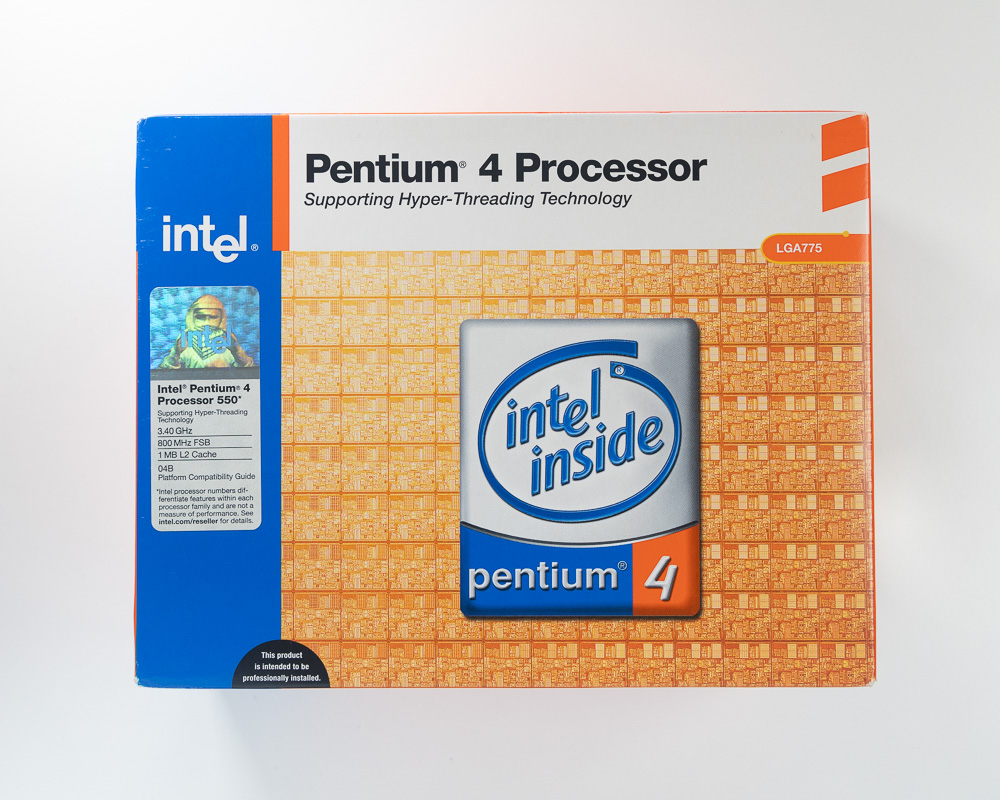 Pentium® 4 Processor
Supporting Hyper-Threading Technology
intel®
LGA775
intel
Intel® Pentium® 4
Processor 550*
Supporting Hyper-Threading
Technology
3.40 GHz
800 MHz FSB
1 MB L2 Cache
04B
Platform Compatibility Guide
*Intel processor numbers dif-
ferentiate features within each
processor family and are not a
measure of performance. See
intel.com/reseller for details.
intel®
inside
pentium® 4
This product
is intended to be
professionally installed.